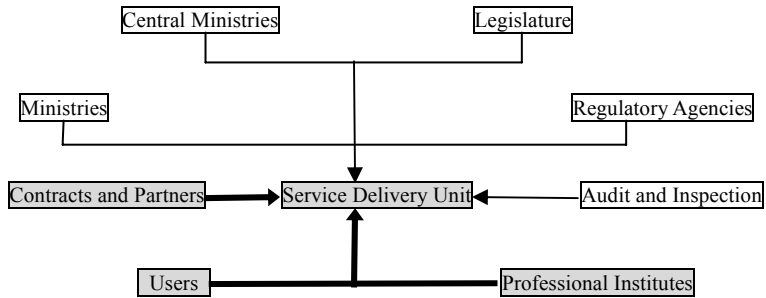 Central Ministries
Legislature
Ministries
Regulatory Agencies
Contracts and Partners
Service Delivery Unit
Audit and Inspection
Users
Professional Institutes